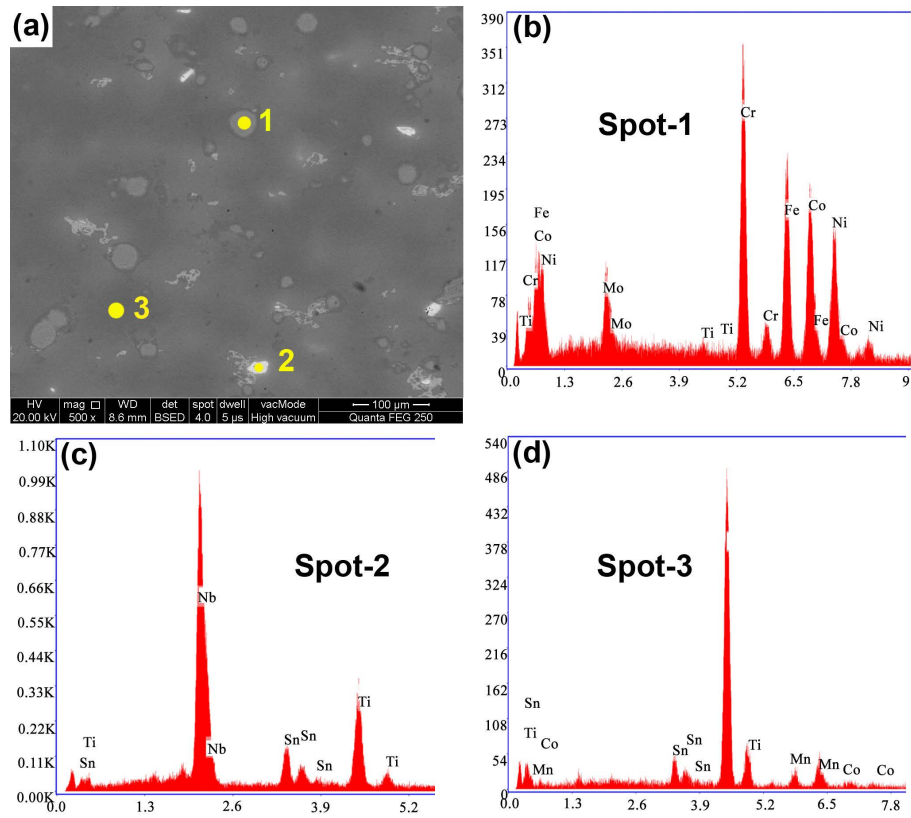 (a)
1
3
2
HV mag □ WD det spot dwell vacMode
20.00 kV 500 x 8.6 mm BSED 4.0 5 µs High vacuum
100 µm
Quanta FEG 250
(b)
Spot-1
390
351
312
273
234
195
156
117
78
39
0
Fe
Co
Ni
Cr
Ti
Mo
Mo
Ti
Ti
Cr
Cr
Fe
Co
Fe
Ni
Co
Ni
0.0 1.3 2.6 3.9 5.2 6.5 7.8 9
(c)
Spot-2
1.10K
0.99K
0.88K
0.77K
0.66K
0.55K
0.44K
0.33K
0.22K
0.11K
0.00K
Ti
Sn
Nb
Nb
Sn
Sn
Sn
Ti
Ti
0.0 1.3 2.6 3.9 5.2
(d)
Spot-3
540
486
432
378
324
270
216
162
108
54
0
Sn
Ti
Co
Mn
Sn
Sn
Sn
Ti
Mn
Mn
Co
Co
0.0 1.3 2.6 3.9 5.2 6.5 7.8